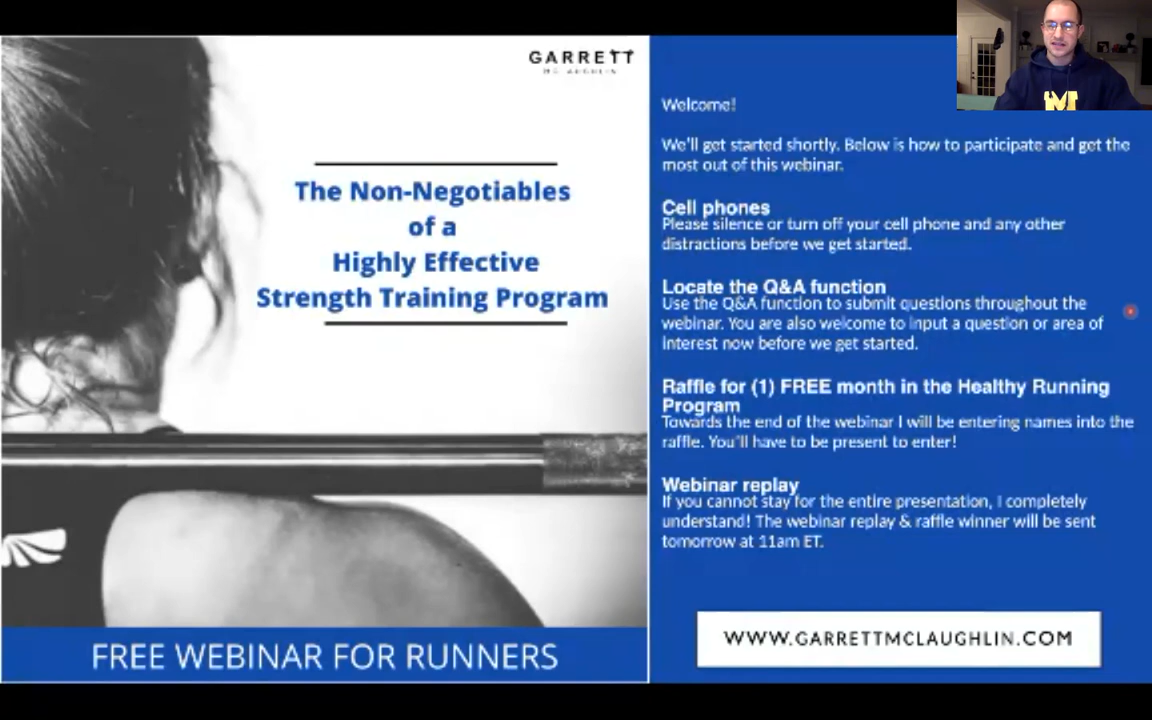 GARRETT
MCLAUGHLIN
The Non-Negotiables
of a
Highly Effective
Strength Training Program
FREE WEBINAR FOR RUNNERS
Welcome!
We'll get started shortly. Below is how to participate and get the
most out of this webinar.
Cell phones
Please silence or turn off your cell phone and any other
distractions before we get started.
Locate the Q&A function
Use the Q&A function to submit questions throughout the
webinar. You are also welcome to input a question or area of
interest now before we get started.
Raffle for (1) FREE month in the Healthy Running
Program
Towards the end of the webinar I will be entering names into the
raffle. You'll have to be present to enter!
Webinar replay
If you cannot stay for the entire presentation, I completely
understand! The webinar replay & raffle winner will be sent
tomorrow at 11am ET.
WWW.GARRETTMCLAUGHLIN.COM
M